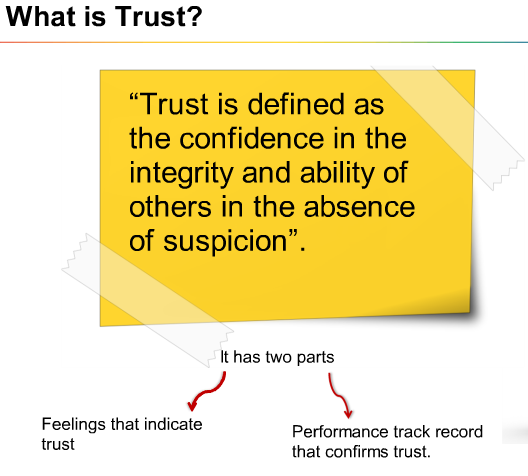 What is Trust?
“Trust is defined as
the confidence in the
integrity and ability of
others in the absence
of suspicion”.
It has two parts
Feelings that indicate
trust
Performance track record
that confirms trust.